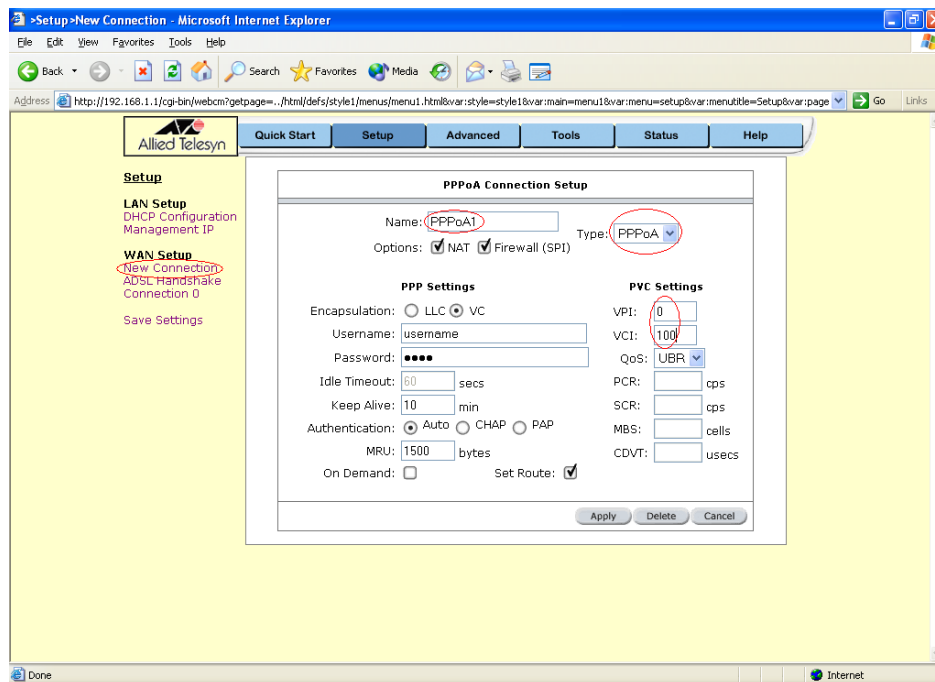 >Setup>New Connection - Microsoft Internet Explorer
File Edit View Favorites Tools Help
Back Search Favorites Media
Address http://192.168.1.1/cgi-bin/webcm?getpage=../html/defs/style1/menus/menu1.html&var:style=style1&var:main=menu1&var:menu=setup&var:menutitle=Setup&var:page Go Links
Allied Telesyn
Quick Start Setup Advanced Tools Status Help
Setup
LAN Setup
DHCP Configuration
Management IP
WAN Setup
New Connection
ADSL Handshake
Connection 0
Save Settings
PPPoA Connection Setup
Name: PPPoA1
Type: PPPoA
Options: NAT Firewall (SPI)
PPP Settings
Encapsulation: LLC VC
Username: username
Password: ●●●●
Idle Timeout: 60 secs
Keep Alive: 10 min
Authentication: Auto CHAP PAP
MRU: 1500 bytes
On Demand: Set Route:
PVC Settings
VPI: 0
VCI: 100
QoS: UBR
PCR: cps
SCR: cps
MBS: cells
CDVT: usecs
Apply Delete Cancel
Done Internet